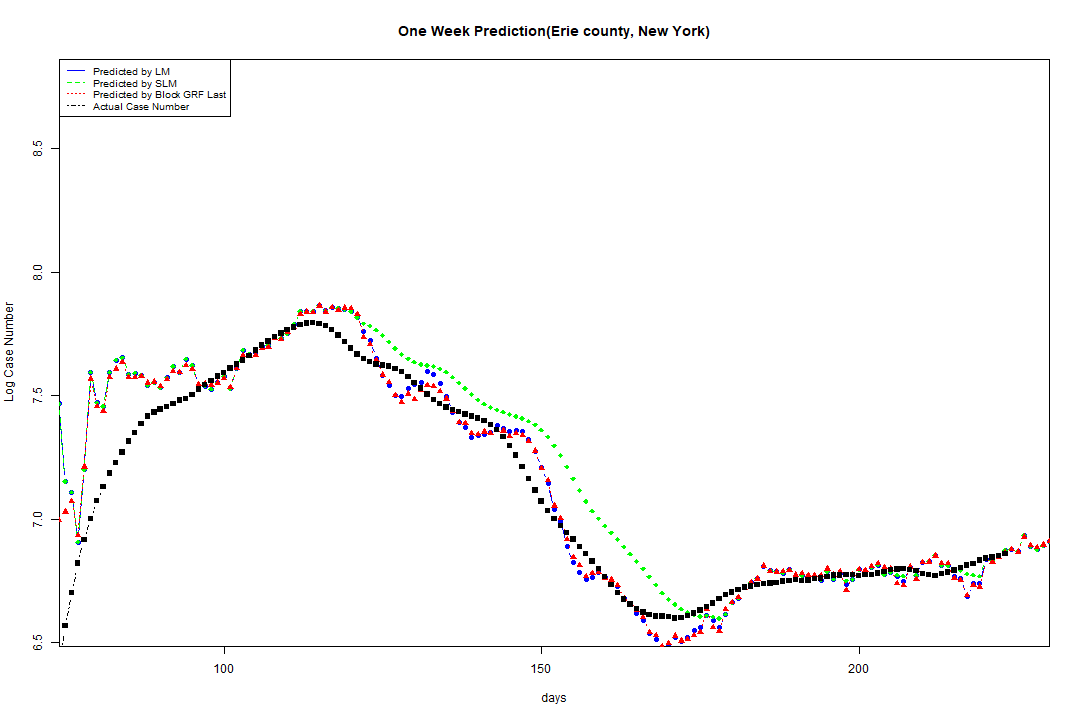 One Week Prediction(Erie county, New York)
Predicted by LM
Predicted by SLM
Predicted by Block GRF Last
Actual Case Number
8.5
8.0
7.5
7.0
6.5
Log Case Number
100
150
200
days